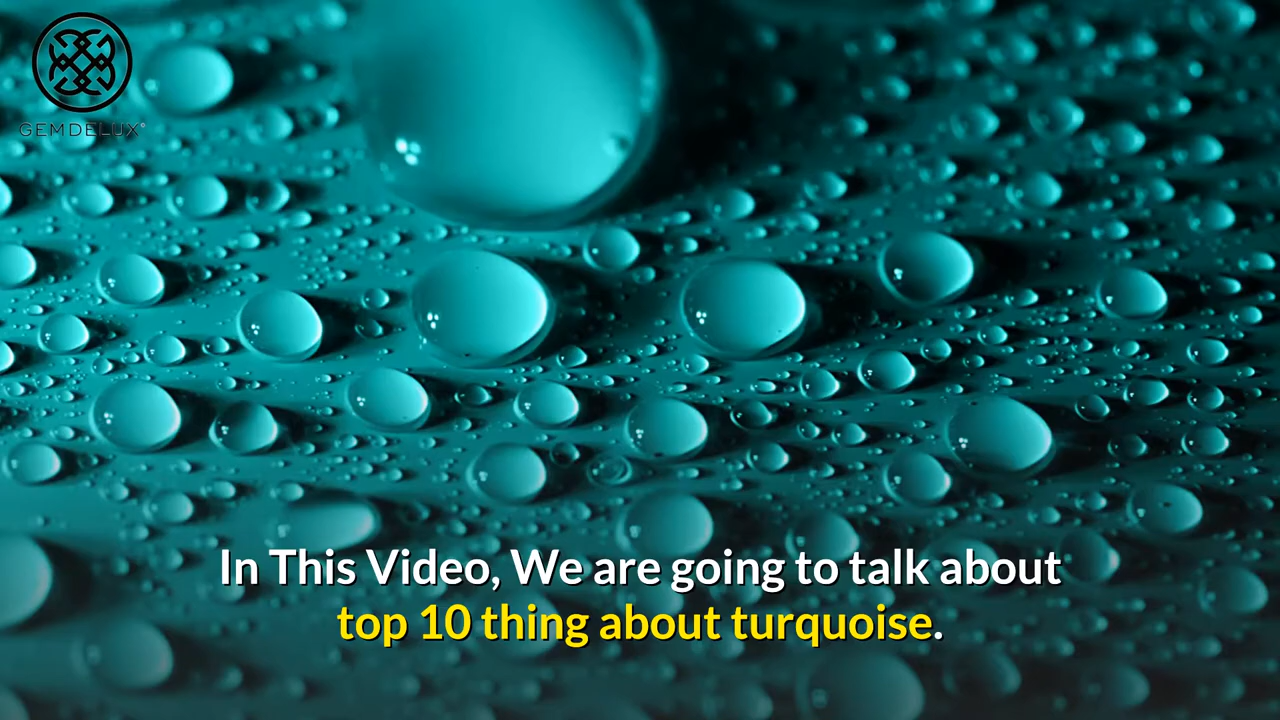 GEMDELUX®
In This Video, We are going to talk about
top 10 thing about turquoise.